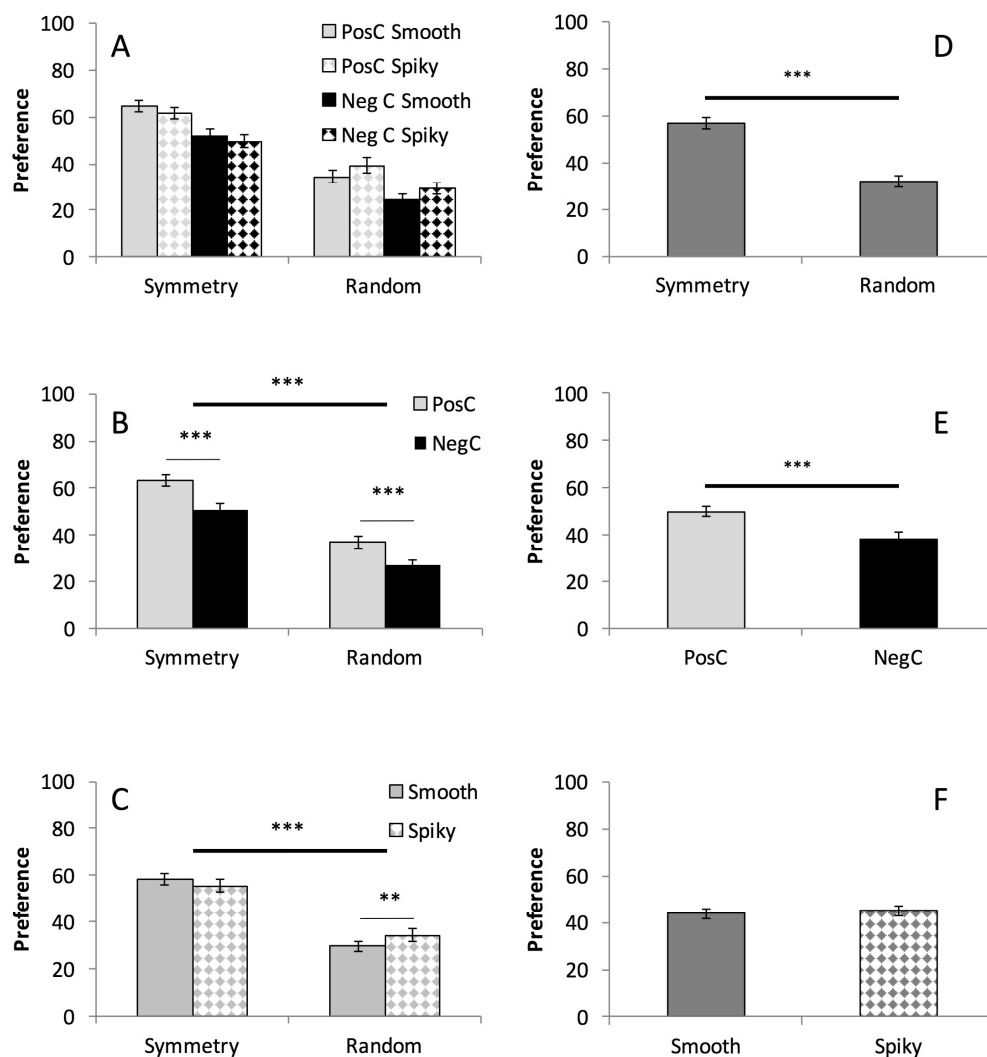 A
PosC Smooth
PosC Spiky
Neg C Smooth
Neg C Spiky
Preference
100
80
60
40
20
0
Symmetry Random
D
***
Preference
100
80
60
40
20
0
Symmetry Random
B
***
PosC
NegC
***
***
Preference
100
80
60
40
20
0
Symmetry Random
E
***
Preference
100
80
60
40
20
0
PosC NegC
C
Smooth
Spiky
***
**
Preference
100
80
60
40
20
0
Symmetry Random
F
Preference
100
80
60
40
20
0
Smooth Spiky